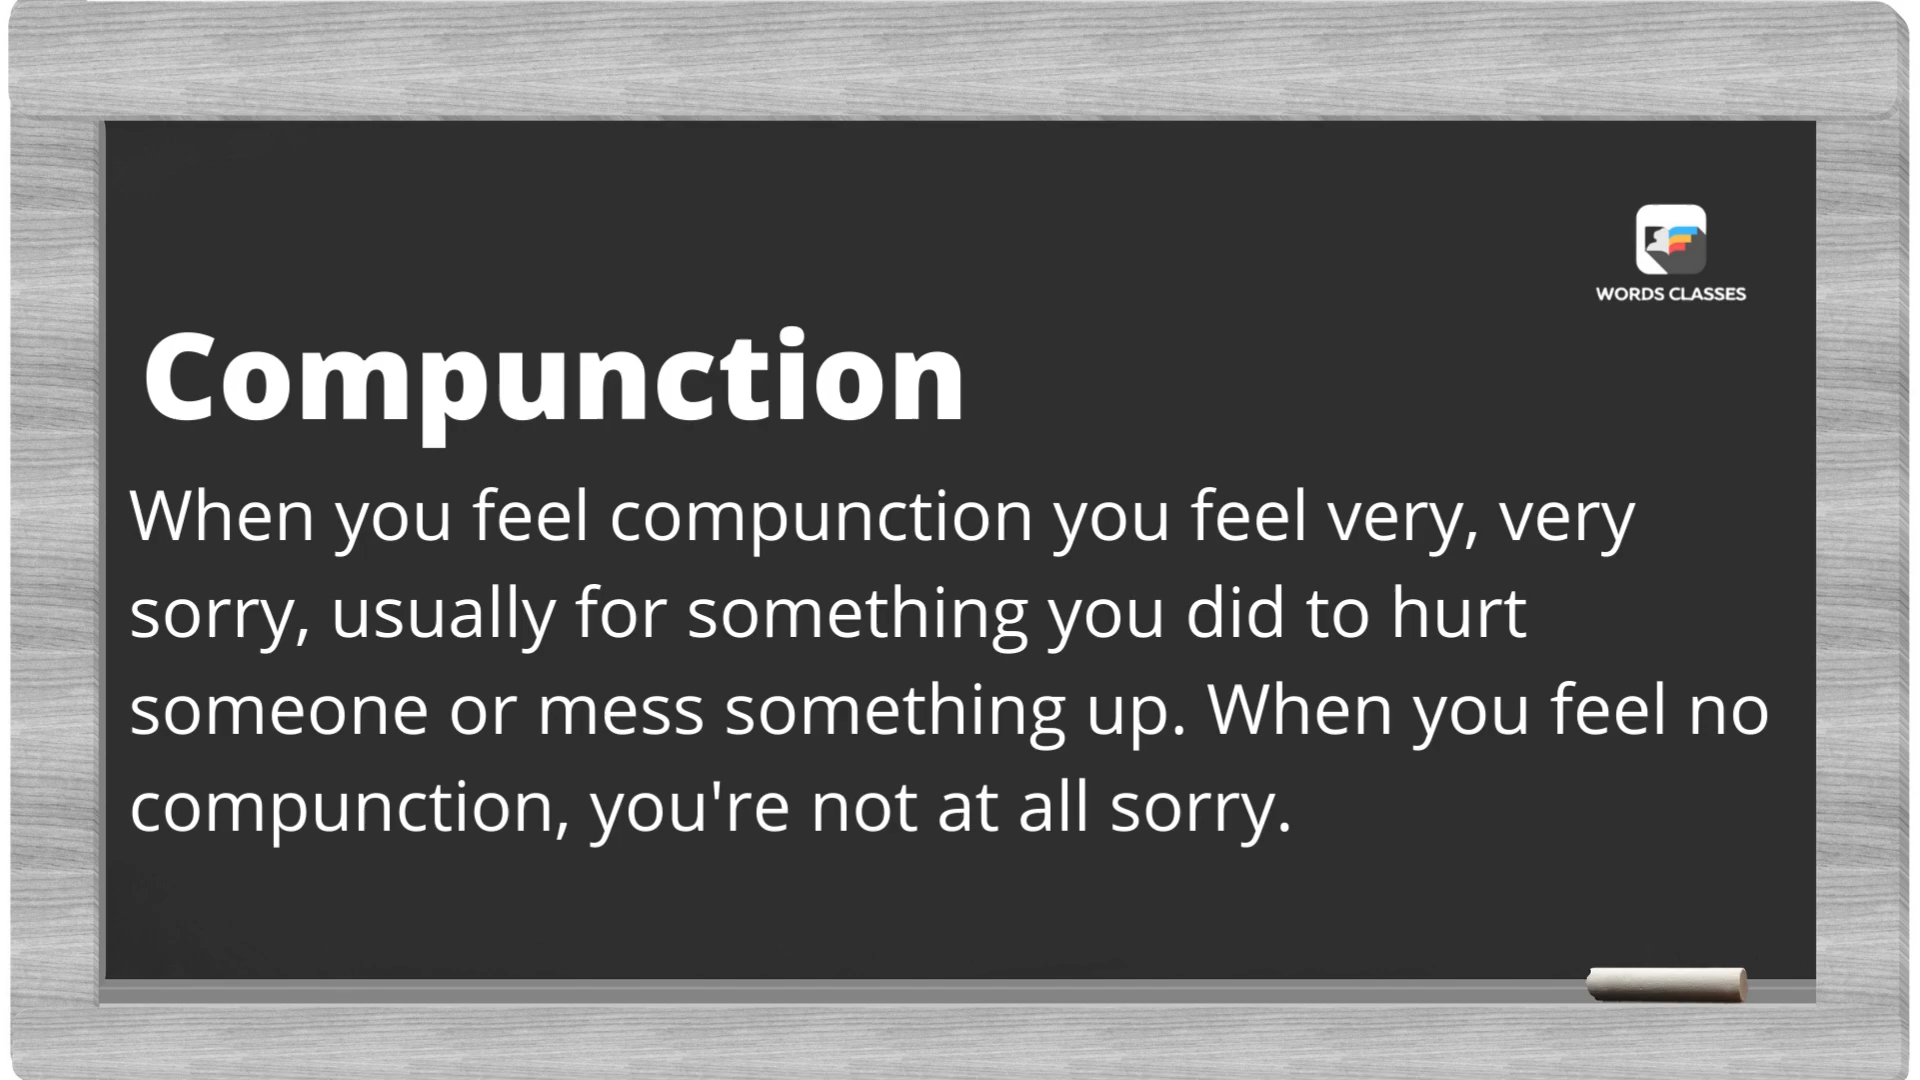 WORDS CLASSES
Compunction
When you feel compunction you feel very, very
sorry, usually for something you did to hurt
someone or mess something up. When you feel no
compunction, you're not at all sorry.